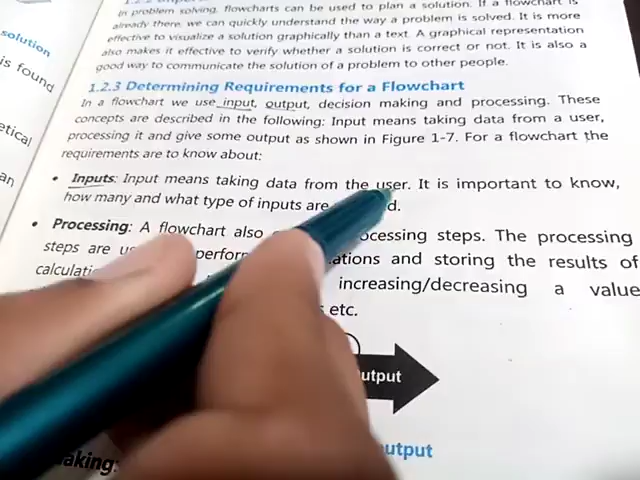 In problem solving, flowcharts can be used to plan a solution. If a flowchart is
already there, we can quickly understand the way a problem is solved. It is more
effective to visualize a solution graphically than a text. A graphical representation
also makes it effective to verify whether a solution is correct or not. It is also a
good way to communicate the solution of a problem to other people.
solution
is found
etical
an
1.2.3 Determining Requirements for a Flowchart
In a flowchart we use input, output, decision making and processing. These
concepts are described in the following: Input means taking data from a user,
processing it and give some output as shown in Figure 1-7. For a flowchart the
requirements are to know about:
• Inputs: Input means taking data from the user. It is important to know,
how many and what type of inputs are d.
• Processing: A flowchart also processing steps. The processing
steps are perform ations and storing the results of
calculati increasing/decreasing a value
etc.
utput
utput
aking: